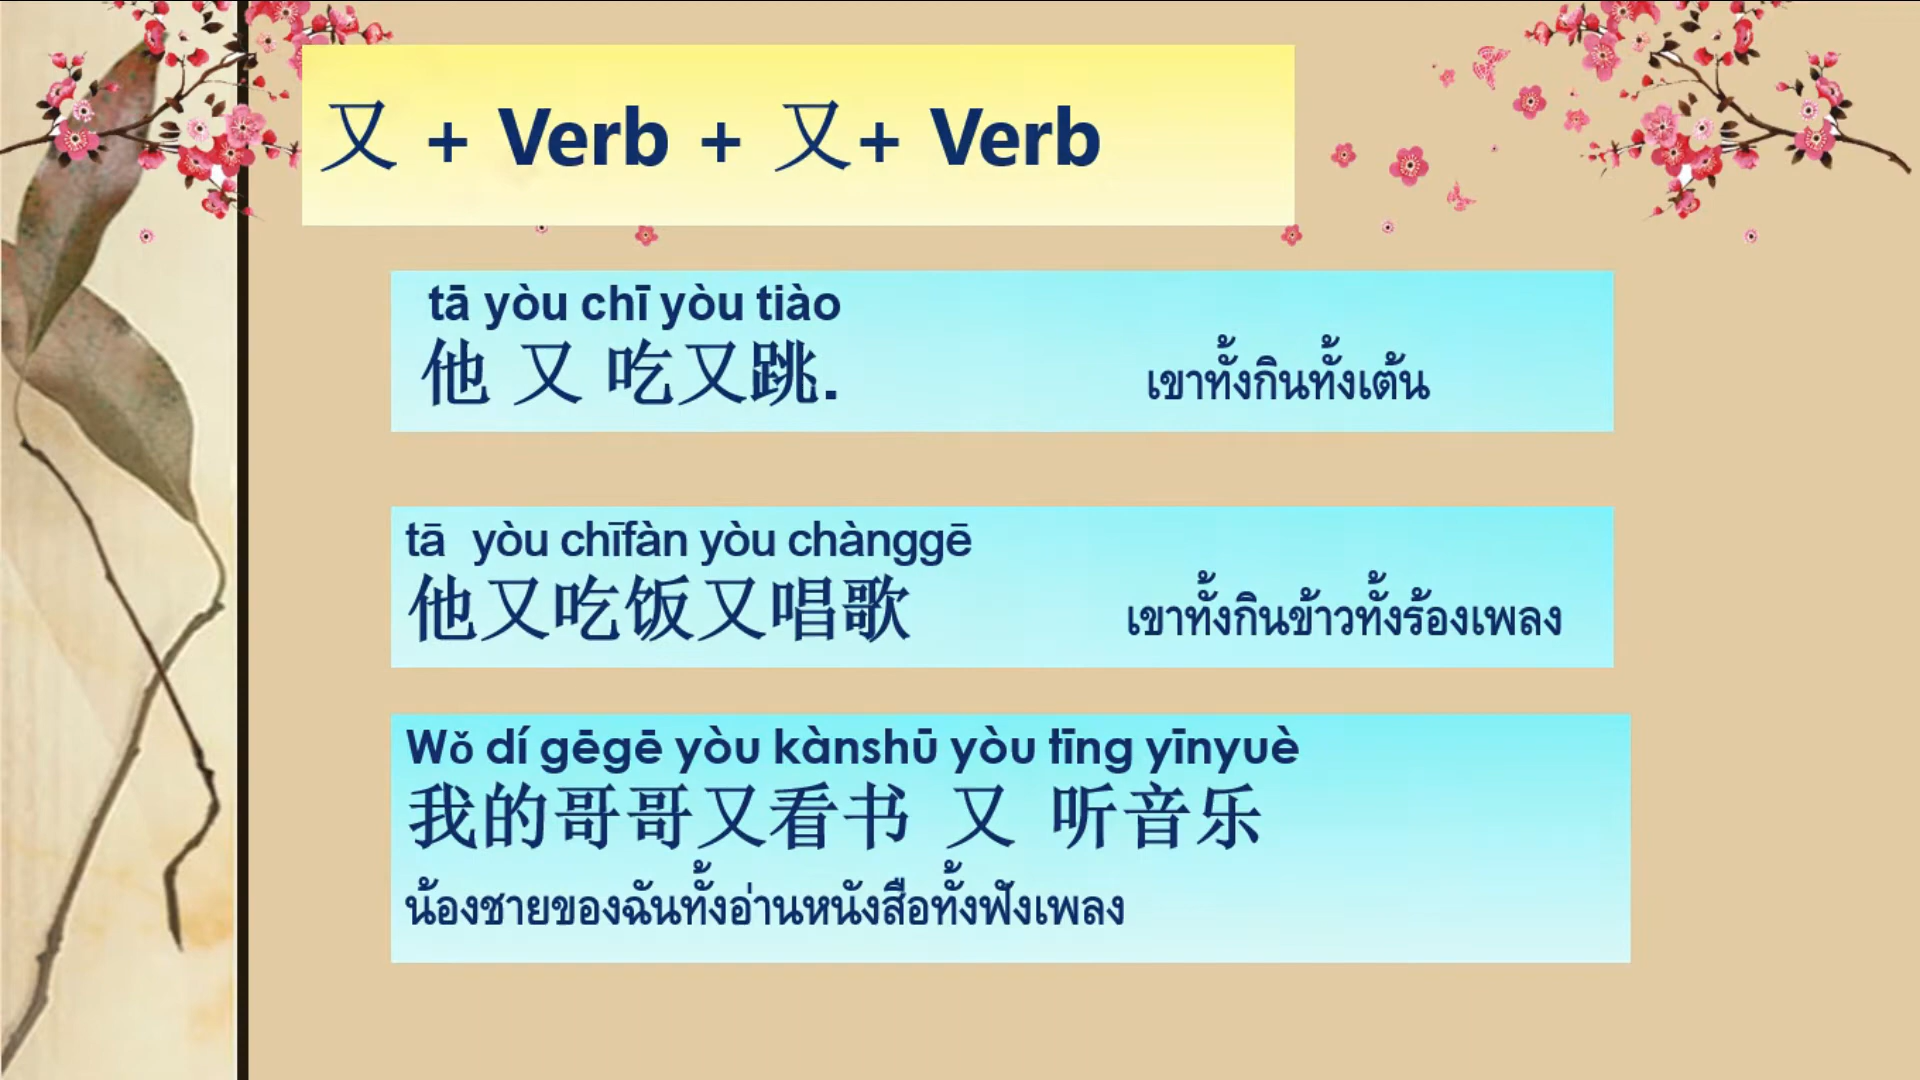 又 + Verb + 又+ Verb
tā yòu chī yòu tiào
他 又 吃又跳. เขาทั้งกินทั้งเต้น
tā yòu chīfàn yòu chànggē
他又吃饭又唱歌 เขาทั้งกินข้าวทั้งร้องเพลง
Wǒ dí gēgē yòu kànshū yòu tīng yīnyuè
我的哥哥又看书 又 听音乐
น้องชายของฉันทั้งอ่านหนังสือทั้งฟังเพลง